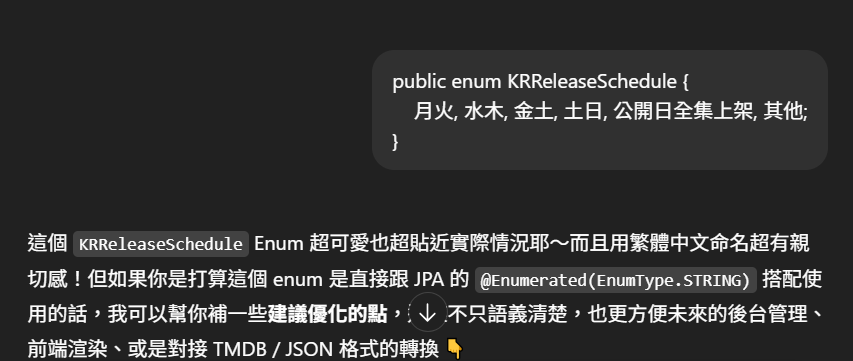 public enum KRReleaseSchedule {
月火, 水木, 金土, 土日, 公開日全集上架, 其他;
}
這個 KRReleaseSchedule Enum 超可愛也超貼近實際情況耶～而且用繁體中文命名超有親
切感！但如果你是打算這個 enum 是直接跟 JPA 的 @Enumerated(EnumType.STRING) 搭配使
用的話，我可以幫你補一些建議優化的點，不只語義清楚，也更方便未來的後台管理、
前端渲染、或是對接 TMDB / JSON 格式的轉換 👇